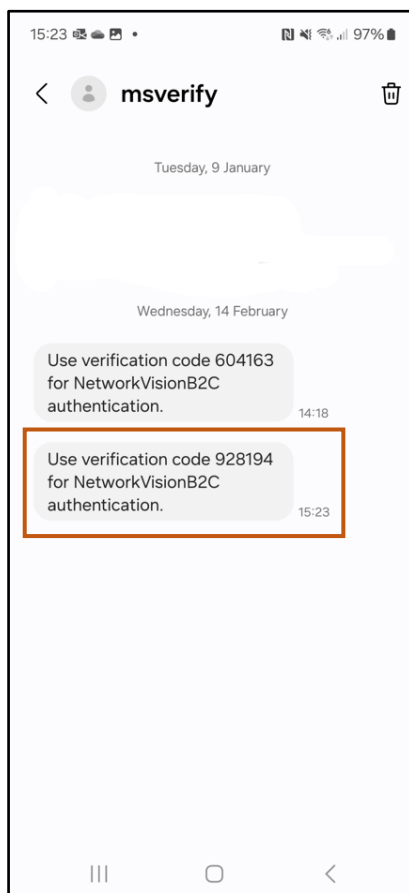 15:23
97%
msverify
Tuesday, 9 January
Wednesday, 14 February
Use verification code 604163
for NetworkVisionB2C
authentication.
14:18
Use verification code 928194
for NetworkVisionB2C
authentication.
15:23